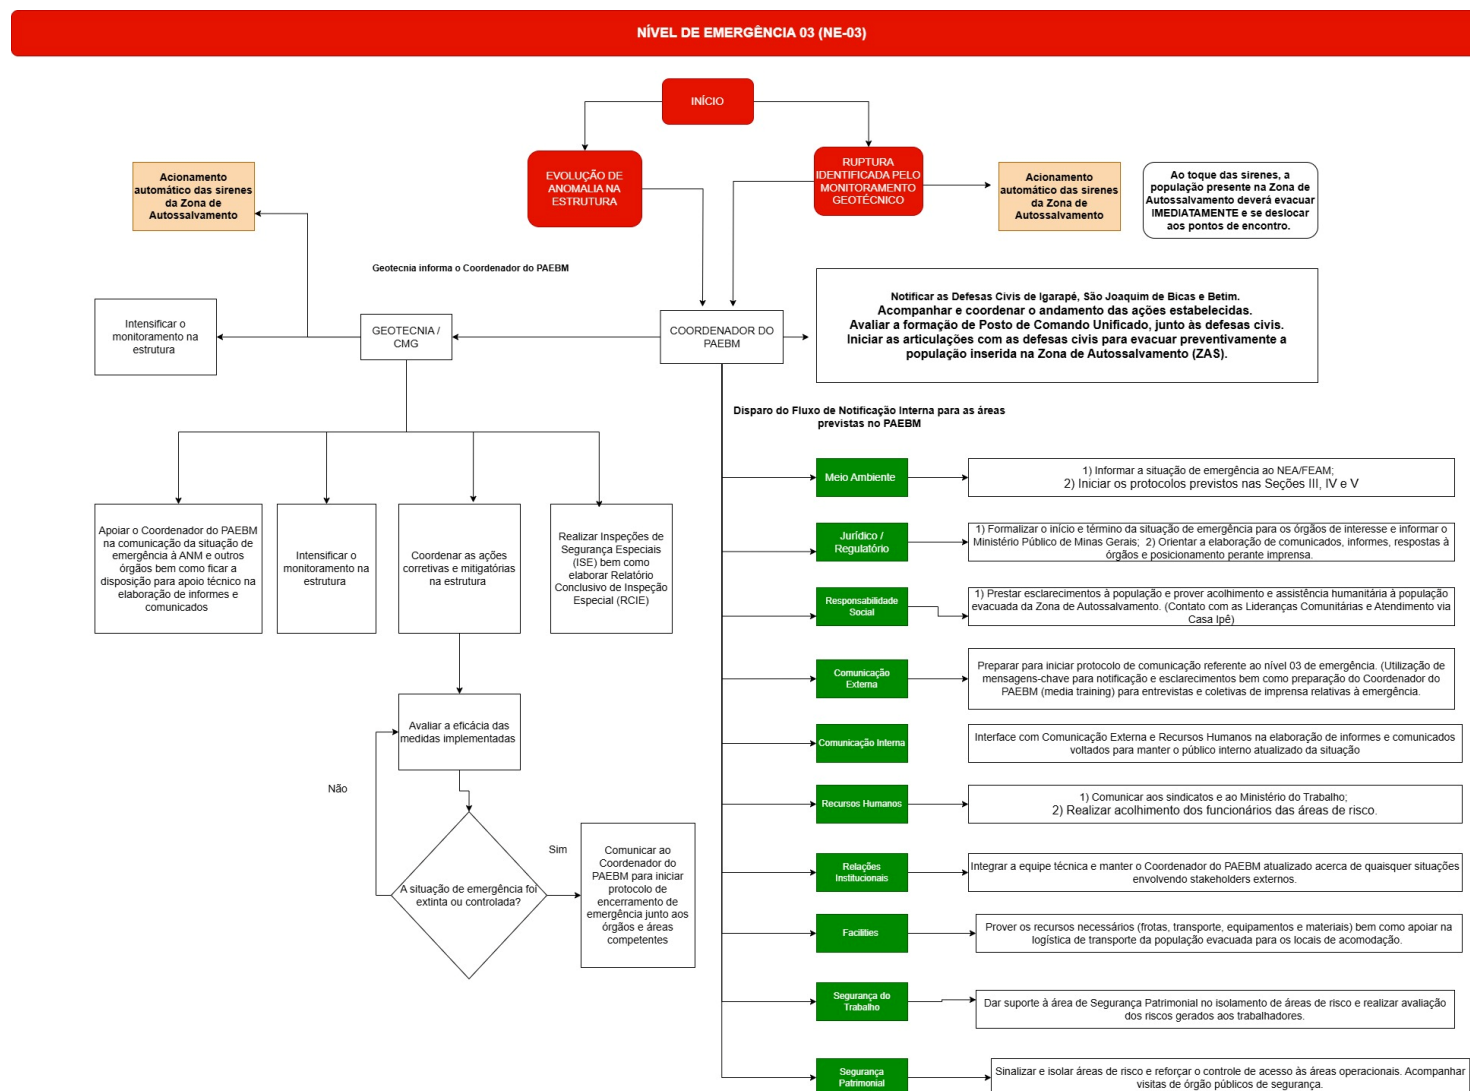 NÍVEL DE EMERGÊNCIA 03 (NE-03)
INÍCIO
EVOLUÇÃO DE
ANOMALIA NA
ESTRUTURA
RUPTURA
IDENTIFICADA PELO
MONITORAMENTO
GEOTÉCNICO
Acionamento
automático das sirenes
da Zona de
Autossalvamento
Acionamento
automático das sirenes
da Zona de
Autossalvamento
Ao toque das sirenes, a
população presente na Zona de
Autossalvamento deverá evacuar
IMEDIATAMENTE e se deslocar
aos pontos de encontro.
Geotecnia informa o Coordenador do PAEBM
Intensificar o
monitoramento na
estrutura
GEOTECNIA /
CMG
COORDENADOR DO
PAEBM
Notificar as Defesas Civis de Igarapé, São Joaquim de Bicas e Betim.
Acompanhar e coordenar o andamento das ações estabelecidas.
Avaliar a formação de Posto de Comando Unificado, junto às defesas civis.
Iniciar as articulações com as defesas civis para evacuar preventivamente a
população inserida na Zona de Autossalvamento (ZAS).
Disparo do Fluxo de Notificação Interna para as áreas
previstas no PAEBM
Apoiar o Coordenador do PAEBM
na comunicação da situação de
emergência à ANM e outros
órgãos bem como ficar a
disposição para apoio técnico na
elaboração de informes e
comunicados
Intensificar o
monitoramento na
estrutura
Coordenar as ações
corretivas e mitigatórias
na estrutura
Realizar Inspeções de
Segurança Especiais
(ISE) bem como
elaborar Relatório
Conclusivo de Inspeção
Especial (RCIE)
Avaliar a eficácia das
medidas implementadas
Não
A situação de emergência foi
extinta ou controlada?
Sim
Comunicar ao
Coordenador do
PAEBM para iniciar
protocolo de
encerramento de
emergência junto aos
órgãos e áreas
competentes
Meio Ambiente
1) Informar a situação de emergência ao NEA/FEAM;
2) Iniciar os protocolos previstos nas Seções III, IV e V
Jurídico /
Regulatório
1) Formalizar o início e término da situação de emergência para os órgãos de interesse e informar o
Ministério Público de Minas Gerais; 2) Orientar a elaboração de comunicados, informes, respostas à
órgãos e posicionamento perante imprensa.
Responsabilidade
Social
1) Prestar esclarecimentos à população e prover acolhimento e assistência humanitária à população
evacuada da Zona de Autossalvamento. (Contato com as Lideranças Comunitárias e Atendimento via
Casa Ipê)
Comunicação
Externa
Preparar para iniciar protocolo de comunicação referente ao nível 03 de emergência. (Utilização de
mensagens-chave para notificação e esclarecimentos bem como preparação do Coordenador do
PAEBM (media training) para entrevistas e coletivas de imprensa relativas à emergência.
Comunicação Interna
Interface com Comunicação Externa e Recursos Humanos na elaboração de informes e comunicados
voltados para manter o público interno atualizado da situação
Recursos Humanos
1) Comunicar aos sindicatos e ao Ministério do Trabalho;
2) Realizar acolhimento dos funcionários das áreas de risco.
Relações
Institucionais
Integrar a equipe técnica e manter o Coordenador do PAEBM atualizado acerca de quaisquer situações
envolvendo stakeholders externos.
Facilities
Prover os recursos necessários (frotas, transporte, equipamentos e materiais) bem como apoiar na
logística de transporte da população evacuada para os locais de acomodação.
Segurança do
Trabalho
Dar suporte à área de Segurança Patrimonial no isolamento de áreas de risco e realizar avaliação
dos riscos gerados aos trabalhadores.
Segurança
Patrimonial
Sinalizar e isolar áreas de risco e reforçar o controle de acesso às áreas operacionais. Acompanhar
visitas de órgão públicos de segurança.